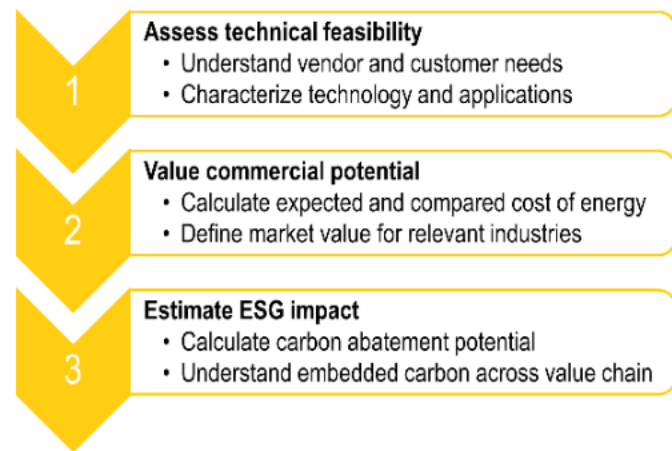 1
Assess technical feasibility
• Understand vendor and customer needs
• Characterize technology and applications
2
Value commercial potential
• Calculate expected and compared cost of energy
• Define market value for relevant industries
3
Estimate ESG impact
• Calculate carbon abatement potential
• Understand embedded carbon across value chain